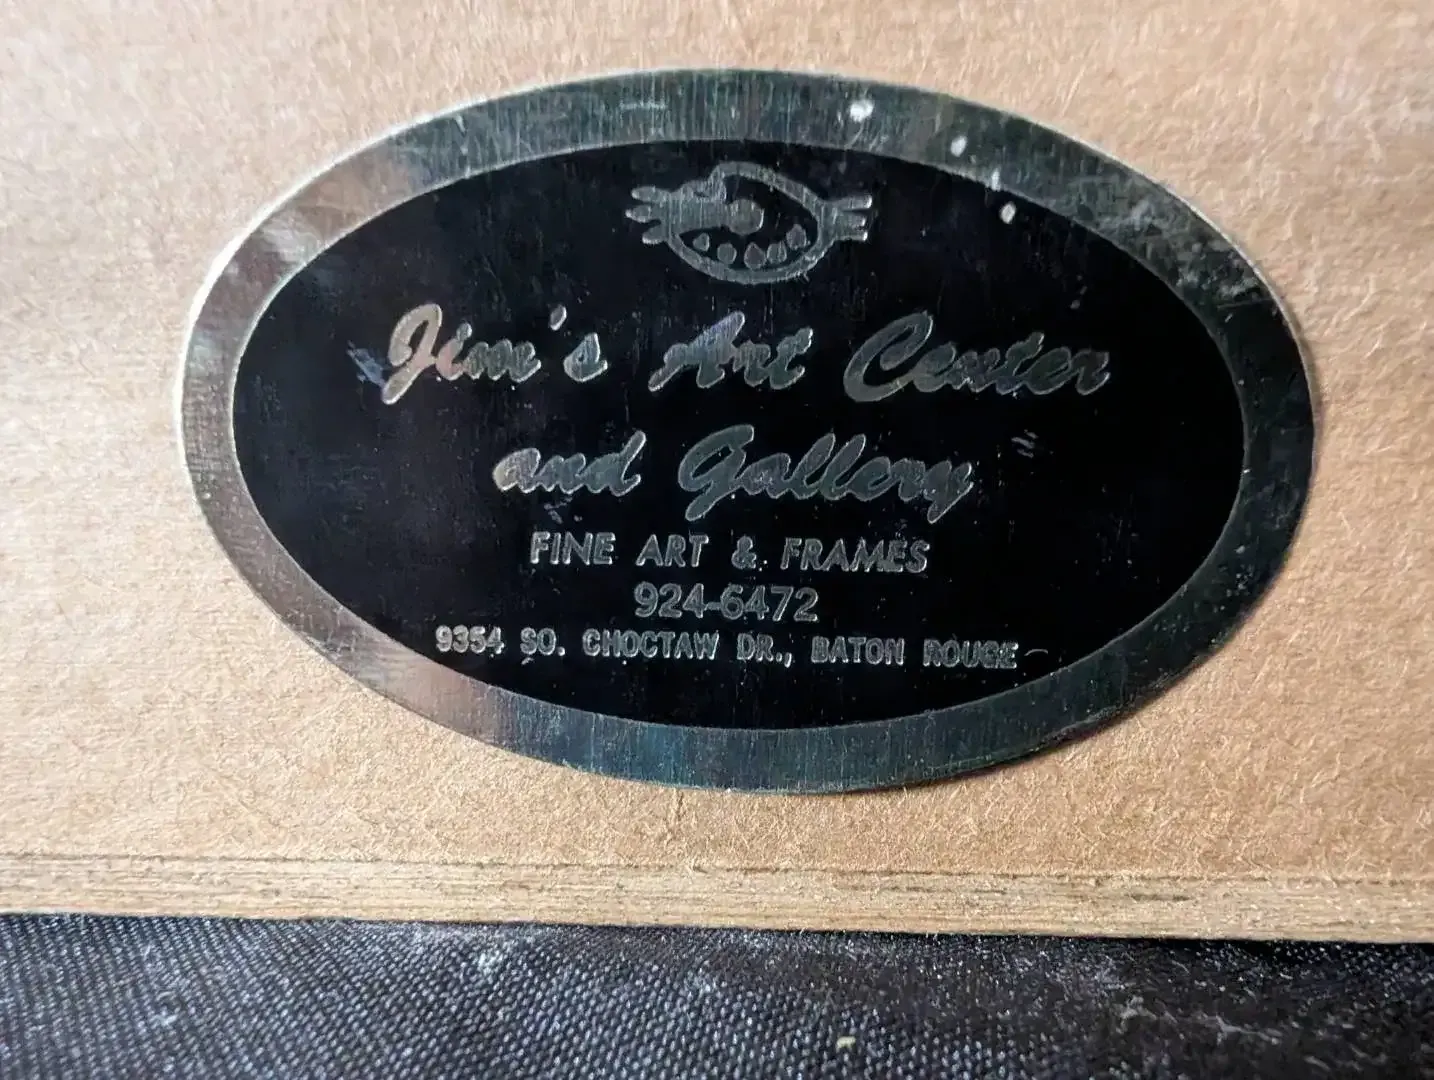 Jim's Art Center
and Gallery
FINE ART & FRAMES
924-6472
9354 SO. CHOCTAW DR., BATON ROUGE